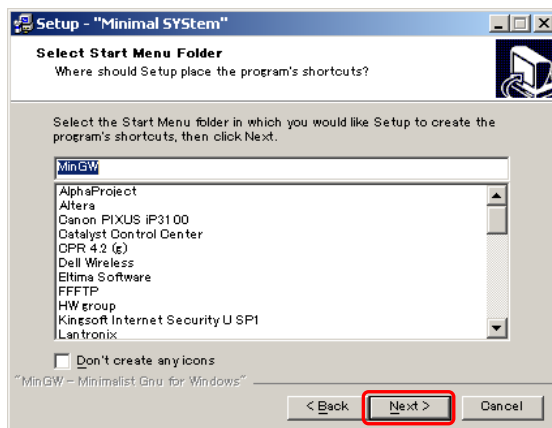 Setup - "Minimal SYStem"
Select Start Menu Folder
Where should Setup place the program's shortcuts?
Select the Start Menu folder in which you would like Setup to create the
program's shortcuts, then click Next.
MinGW
AlphaProject
Altera
Canon PIXUS iP3100
Catalyst Control Center
CPR 4.2 (g)
Dell Wireless
Eltima Software
FFFTP
HW group
Kingsoft Internet Security U SP1
Lantronix
Don't create any icons
"MinGW - Minimalist Gnu for Windows"
< Back Next > Cancel